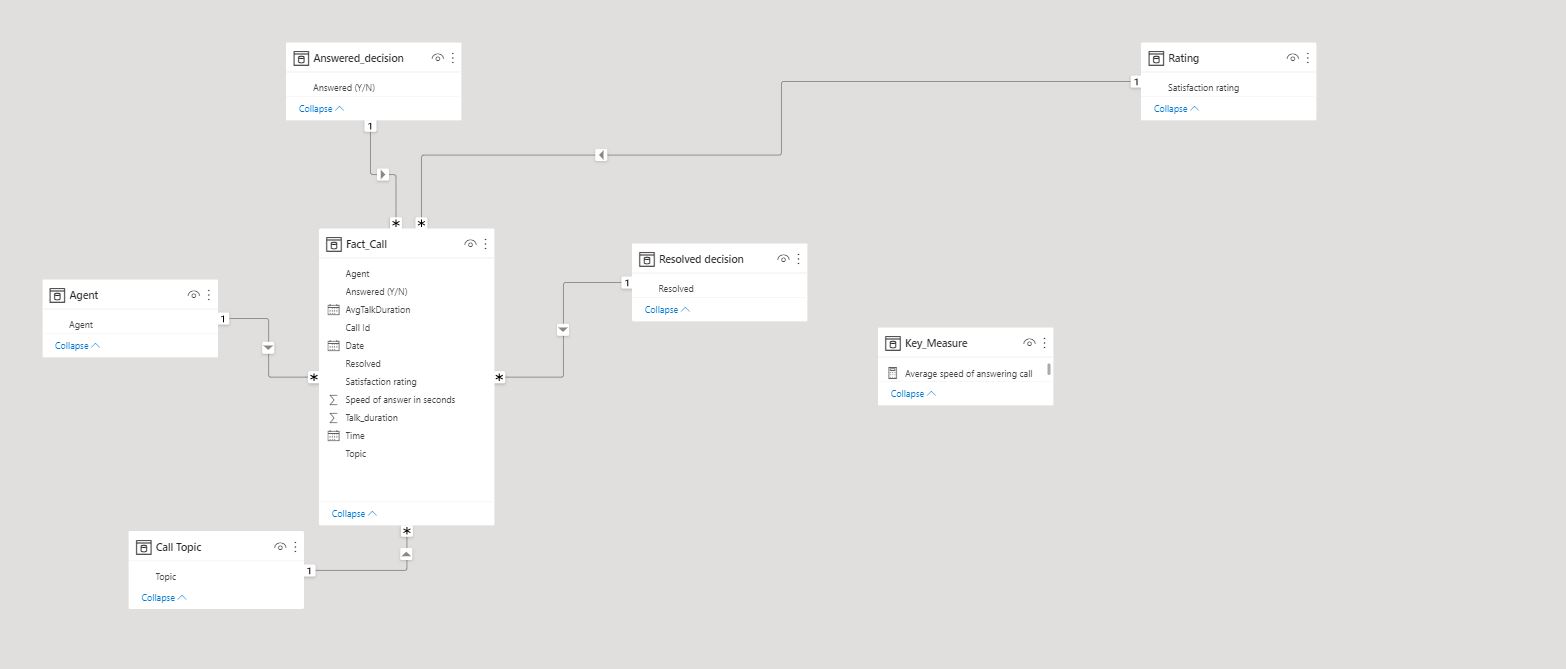 Answered_decision
Answered (Y/N)
Collapse
1
Rating
Satisfaction rating
Collapse
1
*
*
Fact_Call
Agent
Answered (Y/N)
AvgTalkDuration
Call Id
Date
Resolved
Satisfaction rating
Speed of answer in seconds
Talk_duration
Time
Topic
Collapse
*
*
*
Resolved decision
Resolved
Collapse
1
Agent
Agent
Collapse
1
Key_Measure
Average speed of answering call
Collapse
Call Topic
Topic
Collapse
1